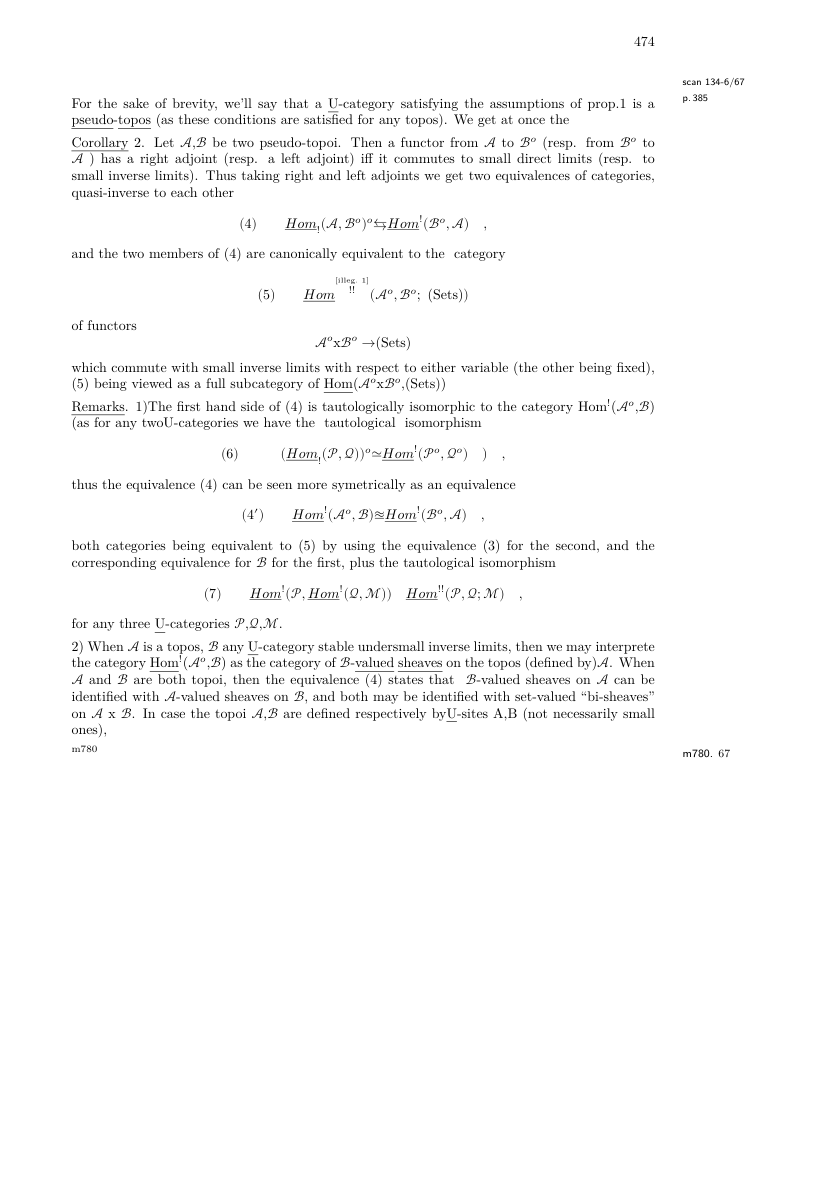 474
scan 134-6/67
p. 385
For the sake of brevity, we'll say that a U-category satisfying the assumptions of prop.1 is a
pseudo-topos (as these conditions are satisfied for any topos). We get at once the
Corollary 2. Let 𝒜,ℬ be two pseudo-topoi. Then a functor from 𝒜 to ℬᵒ (resp. from ℬᵒ to
𝒜 ) has a right adjoint (resp. a left adjoint) iff it commutes to small direct limits (resp. to
small inverse limits). Thus taking right and left adjoints we get two equivalences of categories,
quasi-inverse to each other
(4) Hom_!(𝒜, ℬᵒ)ᵒ⇆Hom^!(ℬᵒ, 𝒜) ,
and the two members of (4) are canonically equivalent to the category
[illeg. 1]
(5) Hom^!!(𝒜ᵒ, ℬᵒ; (Sets))
of functors
𝒜ᵒxℬᵒ →(Sets)
which commute with small inverse limits with respect to either variable (the other being fixed),
(5) being viewed as a full subcategory of Hom(𝒜ᵒxℬᵒ,(Sets))
Remarks. 1)The first hand side of (4) is tautologically isomorphic to the category Hom^!(𝒜ᵒ,ℬ)
(as for any twoU-categories we have the tautological isomorphism
(6) (Hom_!(𝒫, 𝒬))ᵒ≃Hom^!(𝒫ᵒ, 𝒬ᵒ) ) ,
thus the equivalence (4) can be seen more symetrically as an equivalence
(4′) Hom^!(𝒜ᵒ, ℬ)≊Hom^!(ℬᵒ, 𝒜) ,
both categories being equivalent to (5) by using the equivalence (3) for the second, and the
corresponding equivalence for ℬ for the first, plus the tautological isomorphism
(7) Hom^!(𝒫, Hom^!(𝒬, ℳ)) Hom^!!(𝒫, 𝒬; ℳ) ,
for any three U-categories 𝒫,𝒬,ℳ.
2) When 𝒜 is a topos, ℬ any U-category stable undersmall inverse limits, then we may interprete
the category Hom^!(𝒜ᵒ,ℬ) as the category of ℬ-valued sheaves on the topos (defined by)𝒜. When
𝒜 and ℬ are both topoi, then the equivalence (4) states that ℬ-valued sheaves on 𝒜 can be
identified with 𝒜-valued sheaves on ℬ, and both may be identified with set-valued “bi-sheaves”
on 𝒜 x ℬ. In case the topoi 𝒜,ℬ are defined respectively byU-sites A,B (not necessarily small
ones),
m780
m780. 67